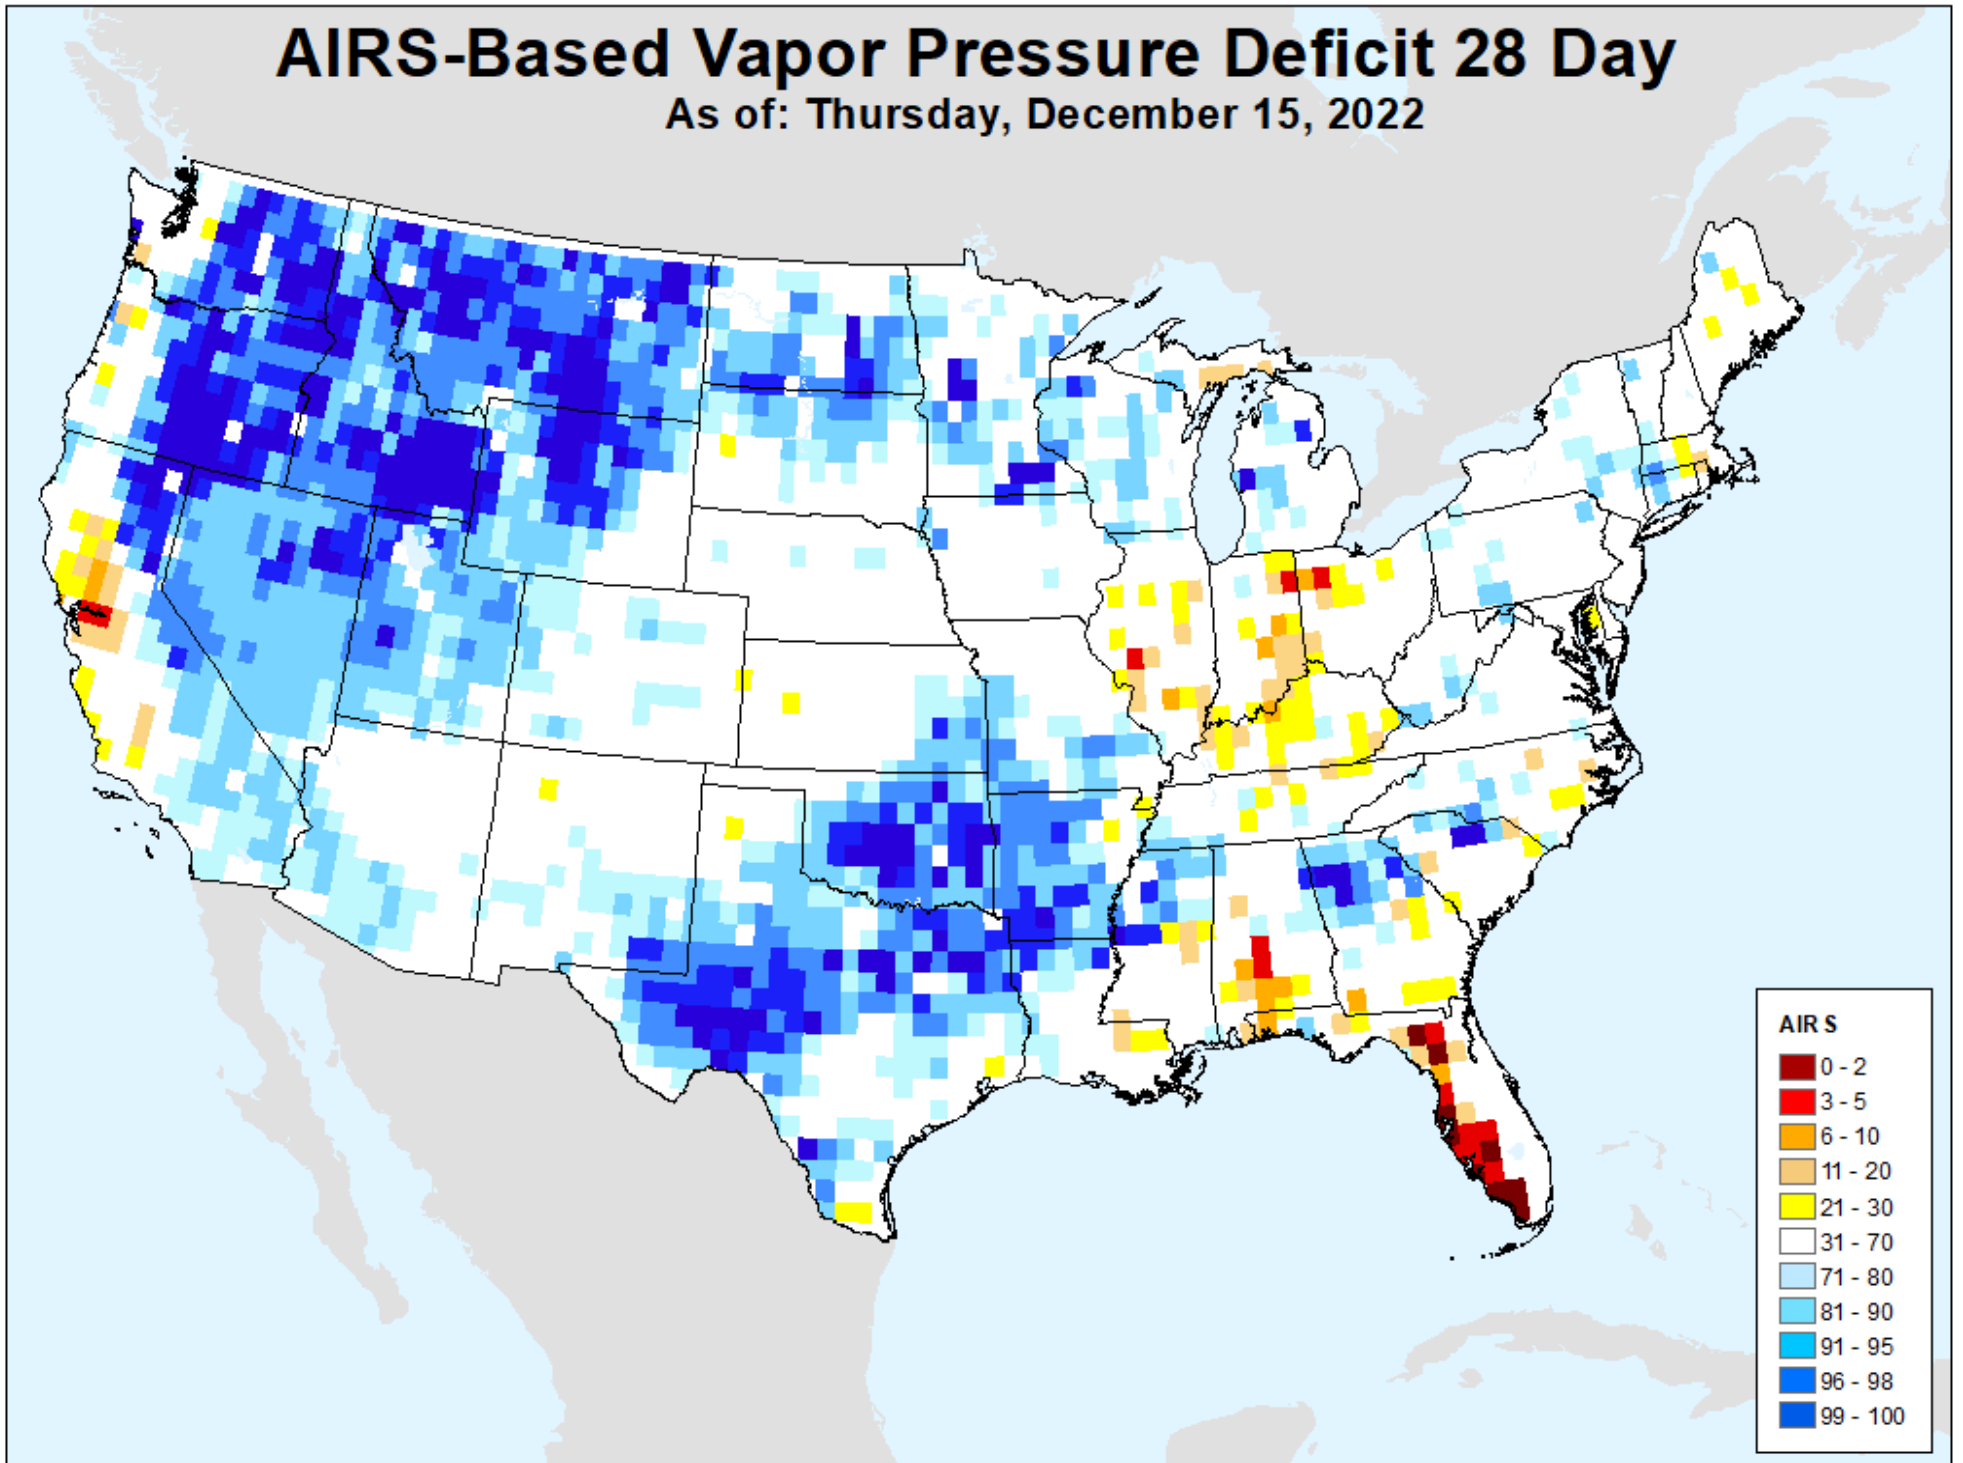 AIRS-Based Vapor Pressure Deficit 28 Day
As of: Thursday, December 15, 2022
AIRS
0 - 2
3 - 5
6 - 10
11 - 20
21 - 30
31 - 70
71 - 80
81 - 90
91 - 95
96 - 98
99 - 100